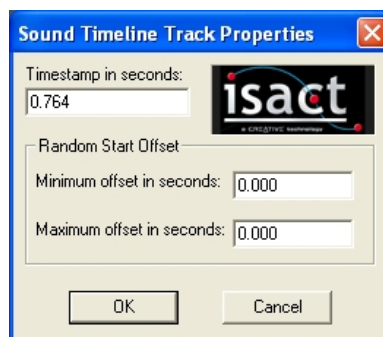 Sound Timeline Track Properties
Timestamp in seconds:
0.764
isact
a CREATIVE technology
Random Start Offset
Minimum offset in seconds: 0.000
Maximum offset in seconds: 0.000
OK Cancel